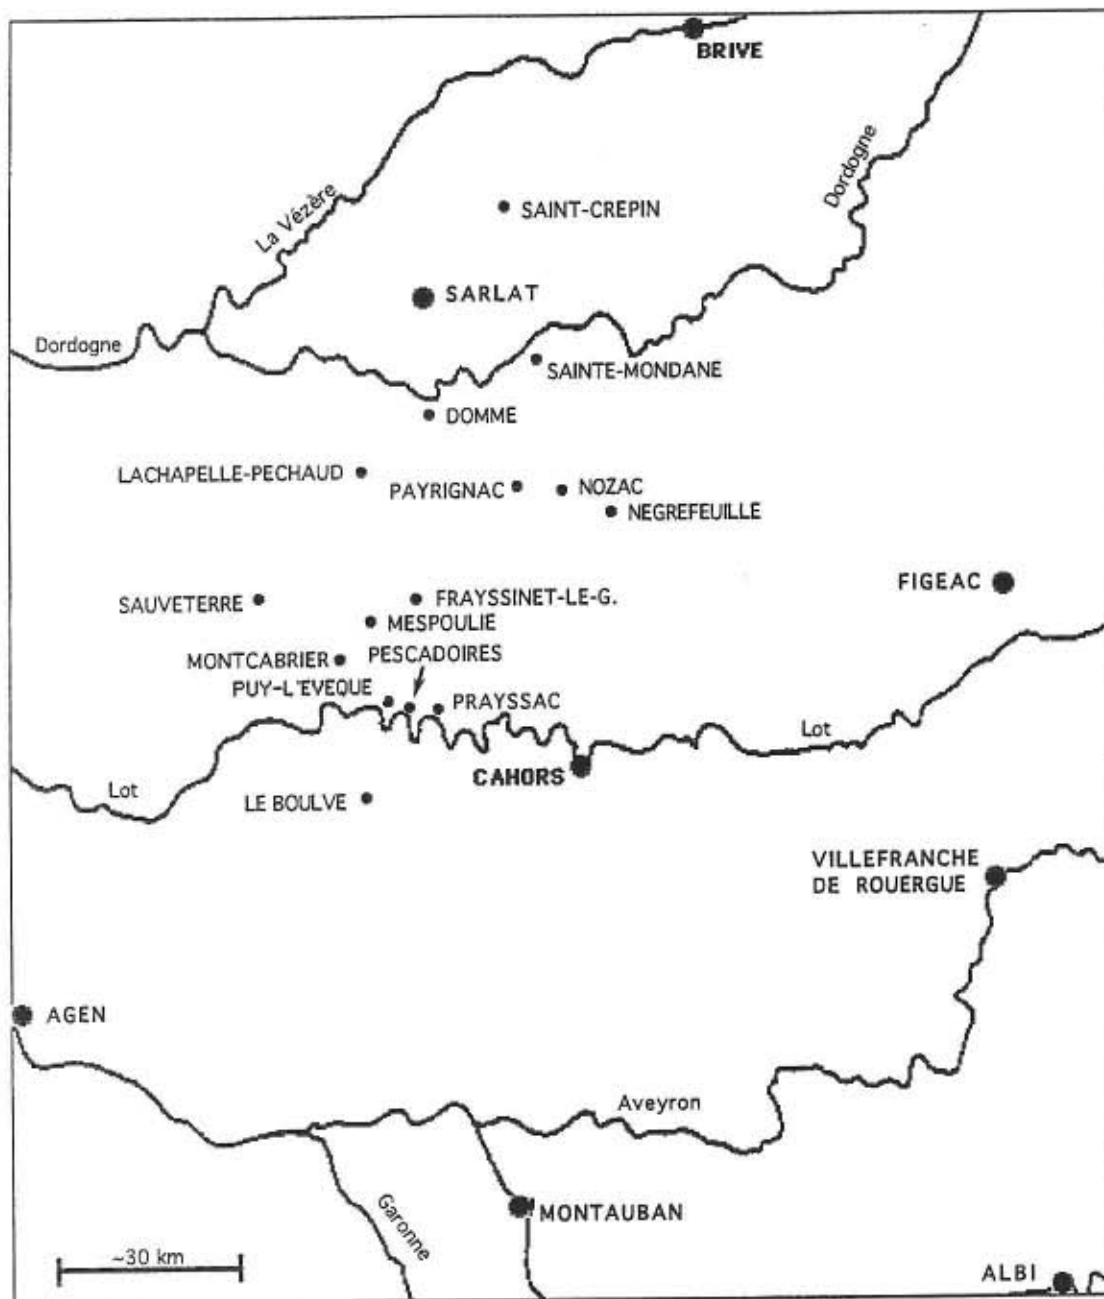 BRIVE
Dordogne
La Vézère
SAINT-CREPIN
SARLAT
Dordogne
SAINTE-MONDANE
DOMME
LACHAPELLE-PECHAUD
PAYRIGNAC
NOZAC
NEGREFEUILLE
FIGEAC
SAUVETERRE
FRAYSSINET-LE-G.
MESPOULIE
MONTCABRIER
PESCADOIRES
PUY-L'EVEQUE
PRAYSSAC
Lot
CAHORS
Lot
LE BOULVE
VILLEFRANCHE
DE ROUERGUE
AGEN
Aveyron
Garonne
MONTAUBAN
~30 km
ALBI